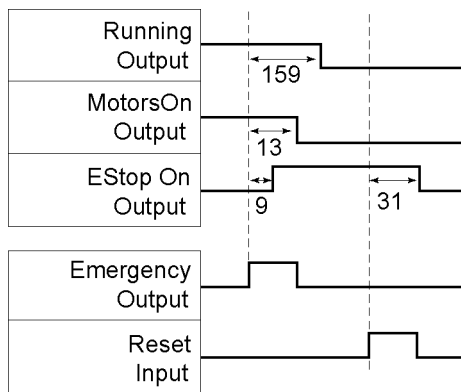 Running
Output
159
MotorsOn
Output
13
EStop On
Output
9
31
Emergency
Output
Reset
Input